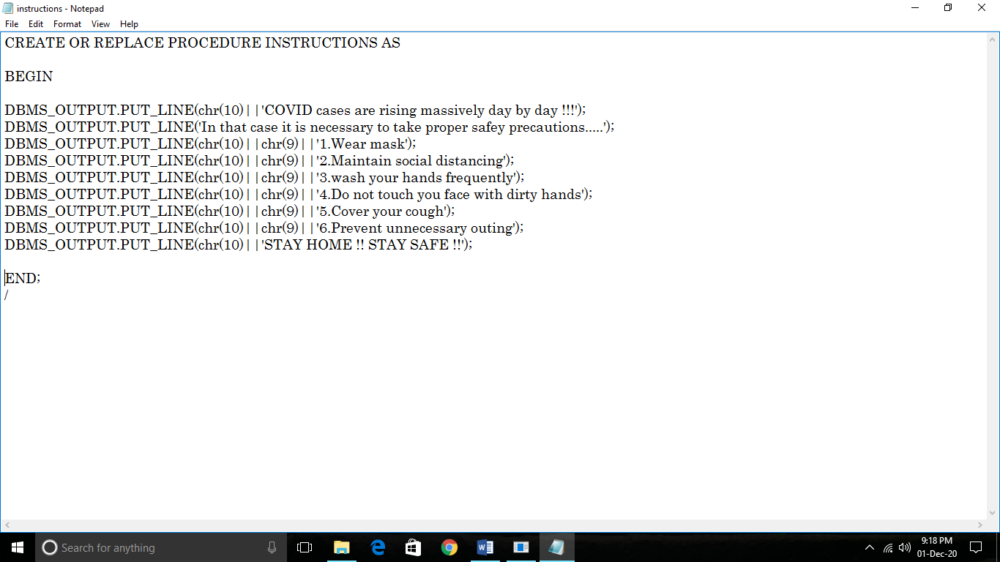 instructions - Notepad
File Edit Format View Help
CREATE OR REPLACE PROCEDURE INSTRUCTIONS AS
BEGIN
DBMS_OUTPUT.PUT_LINE(chr(10)||'COVID cases are rising massively day by day !!!');
DBMS_OUTPUT.PUT_LINE('In that case it is necessary to take proper safey precautions.....');
DBMS_OUTPUT.PUT_LINE(chr(10)||chr(9)||'1.Wear mask');
DBMS_OUTPUT.PUT_LINE(chr(10)||chr(9)||'2.Maintain social distancing');
DBMS_OUTPUT.PUT_LINE(chr(10)||chr(9)||'3.wash your hands frequently');
DBMS_OUTPUT.PUT_LINE(chr(10)||chr(9)||'4.Do not touch you face with dirty hands');
DBMS_OUTPUT.PUT_LINE(chr(10)||chr(9)||'5.Cover your cough');
DBMS_OUTPUT.PUT_LINE(chr(10)||chr(9)||'6.Prevent unnecessary outing');
DBMS_OUTPUT.PUT_LINE(chr(10)||'STAY HOME !! STAY SAFE !!');
END;
/
Search for anything
9:18 PM
01-Dec-20